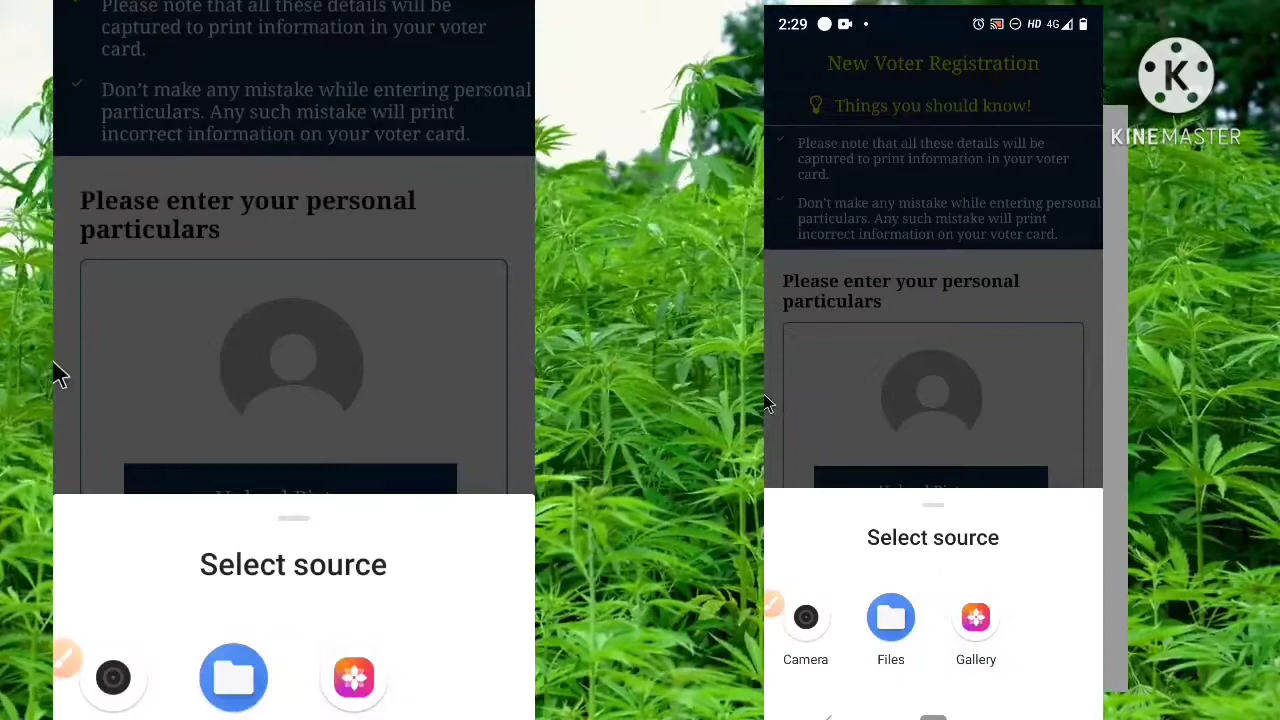 Please note that all these details will be
captured to print information in your voter
card.
Don't make any mistake while entering personal
particulars. Any such mistake will print
incorrect information on your voter card.
Please enter your personal
particulars
Select source
2:29
HD 4G
New Voter Registration
Things you should know!
Please note that all these details will be
captured to print information in your voter
card.
Don't make any mistake while entering personal
particulars. Any such mistake will print
incorrect information on your voter card.
Please enter your personal
particulars
Select source
Camera Files Gallery
K
KINEMASTER